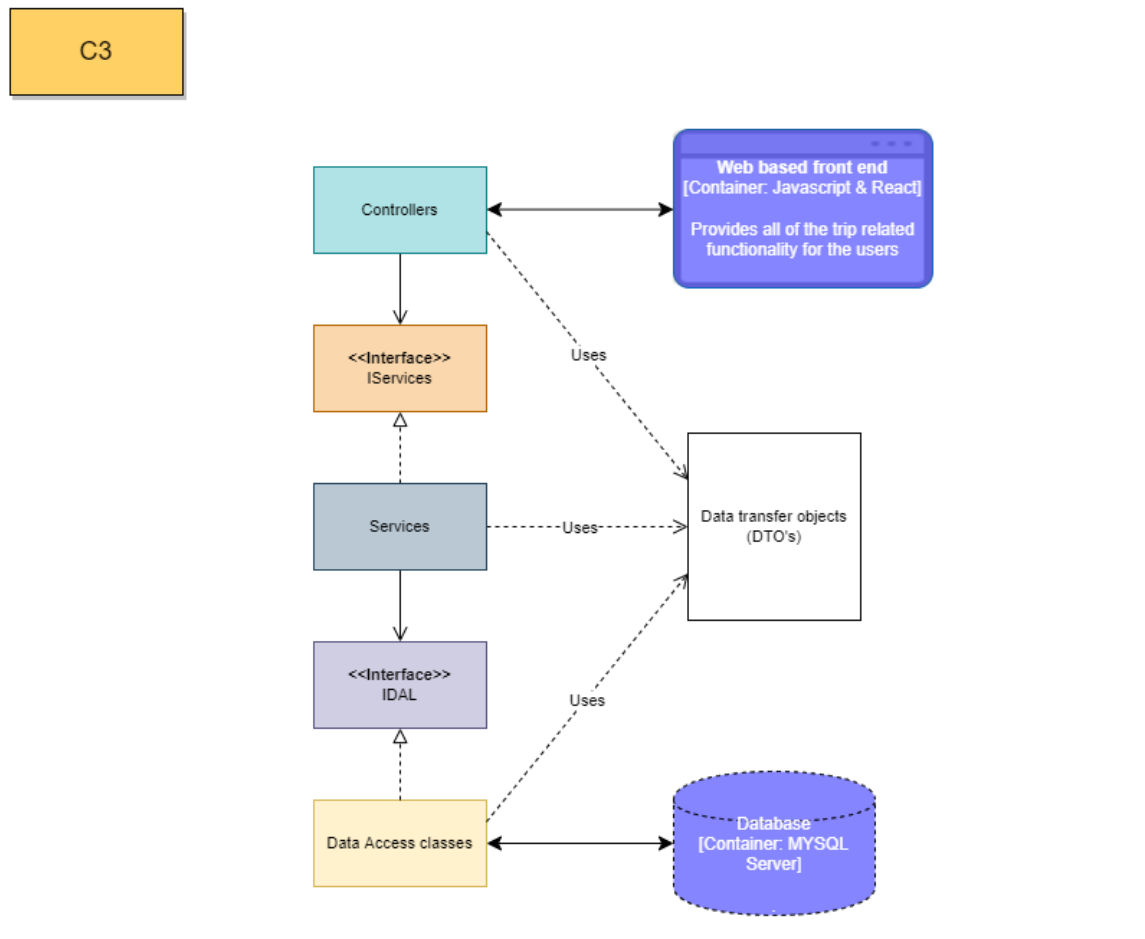 C3
Web based front end
[Container: Javascript & React]
Provides all of the trip related
functionality for the users
Controllers
<<Interface>>
IServices
Uses
Services
Uses
Data transfer objects
(DTO's)
<<Interface>>
IDAL
Uses
Data Access classes
Database
[Container: MYSQL
Server]